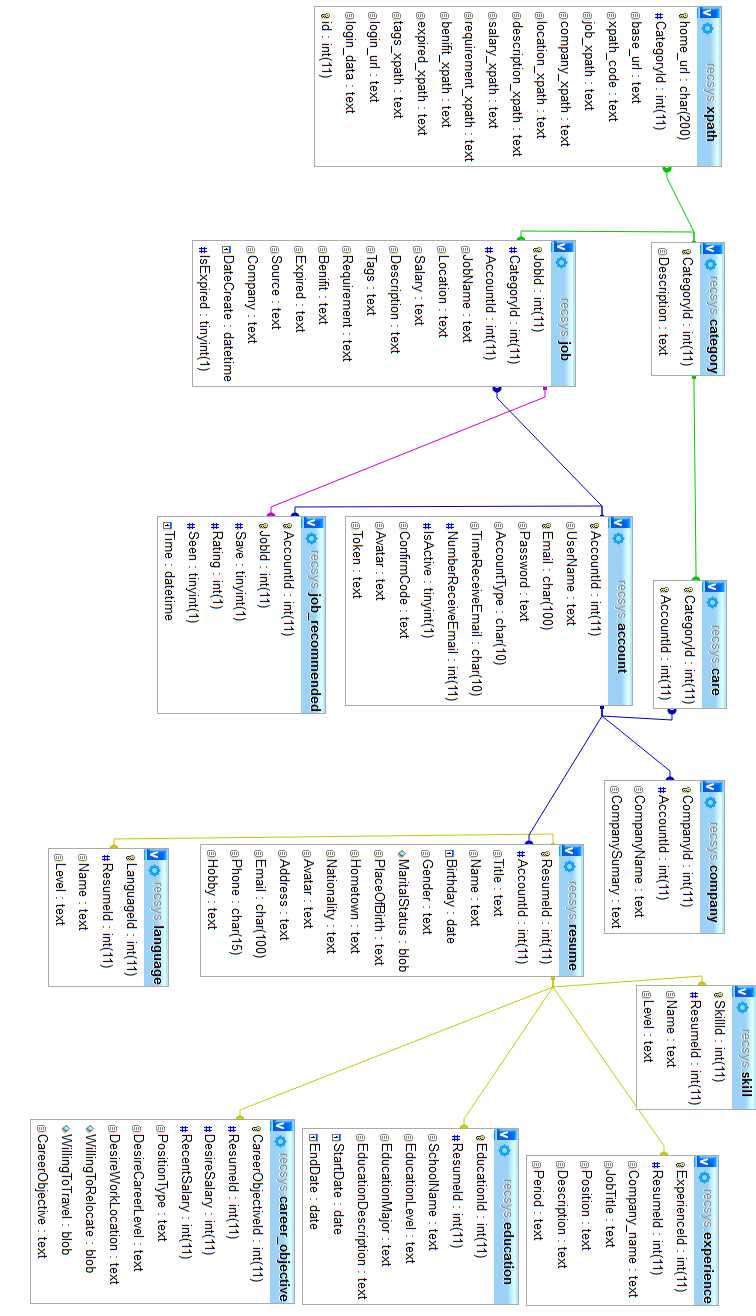 recsys xpath
home_url : char(200)
CategoryId : int(11)
base_url : text
xpath_code : text
job_xpath : text
company_xpath : text
location_xpath : text
description_xpath : text
salary_xpath : text
requirement_xpath : text
benifit_xpath : text
expired_xpath : text
tags_xpath : text
login_url : text
login_data : text
id : int(11)
recsys category
CategoryId : int(11)
Description : text
recsys job
JobId : int(11)
CategoryId : int(11)
AccountId : int(11)
JobName : text
Location : text
Salary : text
Description : text
Tags : text
Requirement : text
Benifit : text
Expired : text
Source : text
Company : text
DateCreate : datetime
IsExpired : tinyint(1)
recsys care
CategoryId : int(11)
AccountId : int(11)
recsys account
AccountId : int(11)
UserName : text
Email : char(100)
Password : text
AccountType : char(10)
TimeReceiveEmail : char(10)
NumberReceiveEmail : int(11)
IsActive : tinyint(1)
ConfirmCode : text
Avatar : text
Token : text
recsys job_recommended
AccountId : int(11)
JobId : int(11)
Save : tinyint(1)
Rating : int(1)
Seen : tinyint(1)
Time : datetime
recsys company
CompanyId : int(11)
AccountId : int(11)
CompanyName : text
CompanySumary : text
recsys resume
ResumeId : int(11)
AccountId : int(11)
Title : text
Name : text
Birthday : date
Gender : text
MaritalStatus : blob
PlaceOfBirth : text
Hometown : text
Nationality : text
Avatar : text
Address : text
Email : char(100)
Phone : char(15)
Hobby : text
recsys language
LanguageId : int(11)
ResumeId : int(11)
Name : text
Level : text
recsys skill
SkillId : int(11)
ResumeId : int(11)
Name : text
Level : text
recsys experience
ExperienceId : int(11)
ResumeId : int(11)
Company_name : text
JobTitle : text
Position : text
Description : text
Period : text
recsys education
EducationId : int(11)
ResumeId : int(11)
SchoolName : text
EducationLevel : text
EducationMajor : text
EducationDescription : text
StartDate : date
EndDate : date
recsys career_objective
CareerObjectiveId : int(11)
ResumeId : int(11)
DesireSalary : int(11)
RecentSalary : int(11)
PositionType : text
DesireCareerLevel : text
DesireWorkLocation : text
WillingToRelocate : blob
WillingToTravel : blob
CareerObjective : text